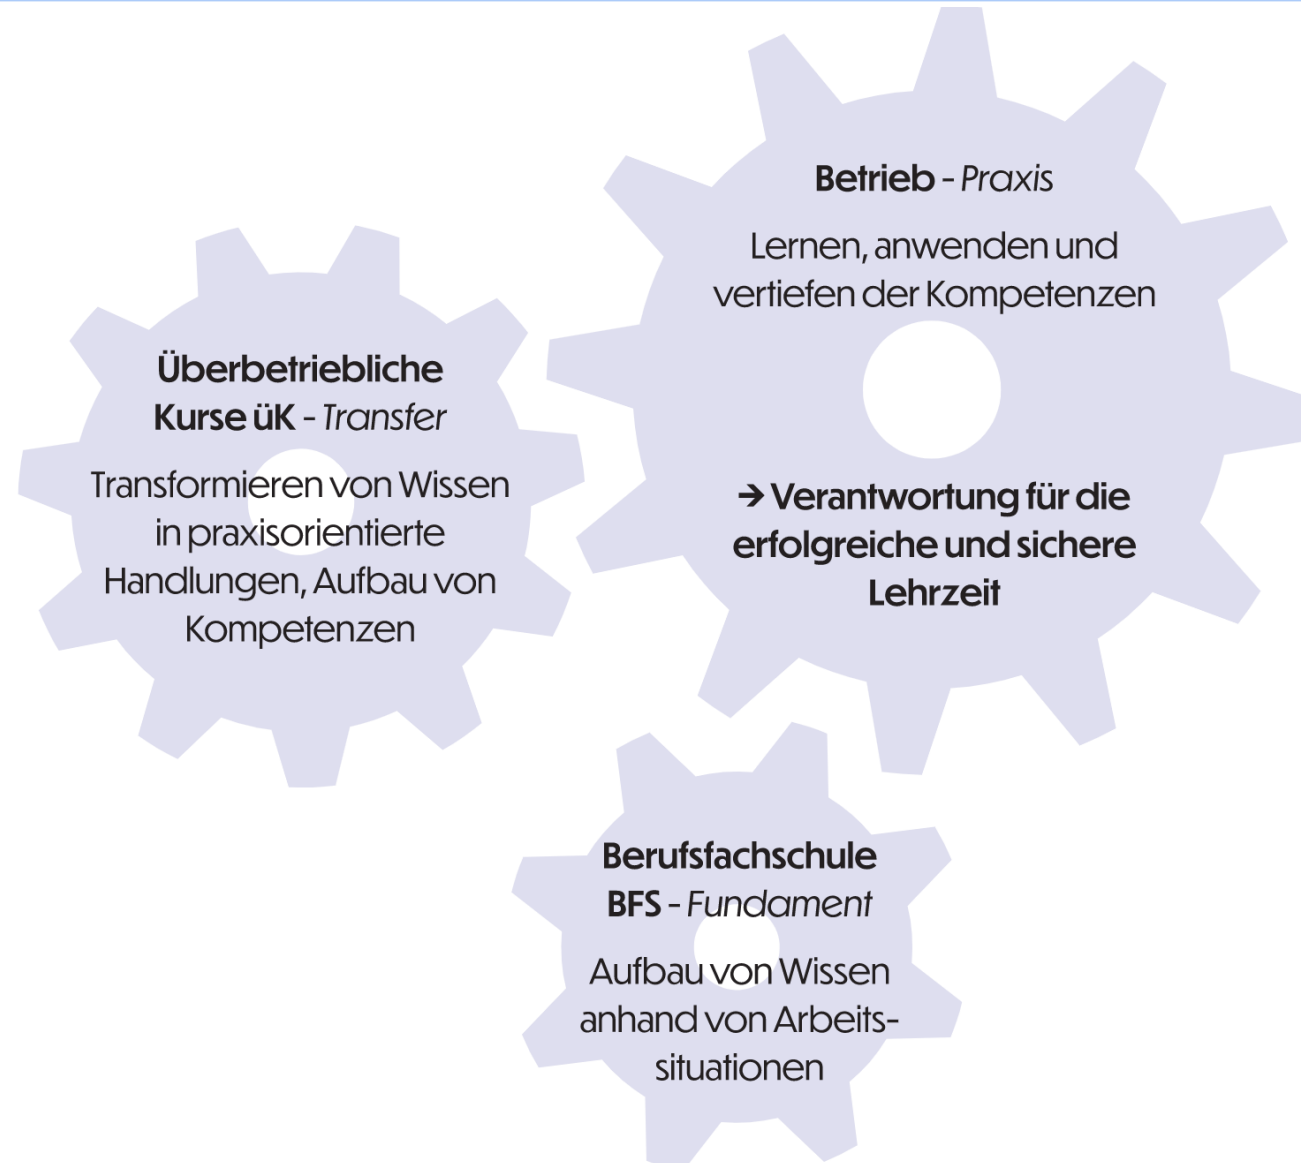 Betrieb - Praxis
Lernen, anwenden und
vertiefen der Kompetenzen
➔ Verantwortung für die
erfolgreiche und sichere
Lehrzeit
Überbetriebliche
Kurse üK - Transfer
Transformieren von Wissen
in praxisorientierte
Handlungen, Aufbau von
Kompetenzen
Berufsfachschule
BFS - Fundament
Aufbau von Wissen
anhand von Arbeits-
situationen